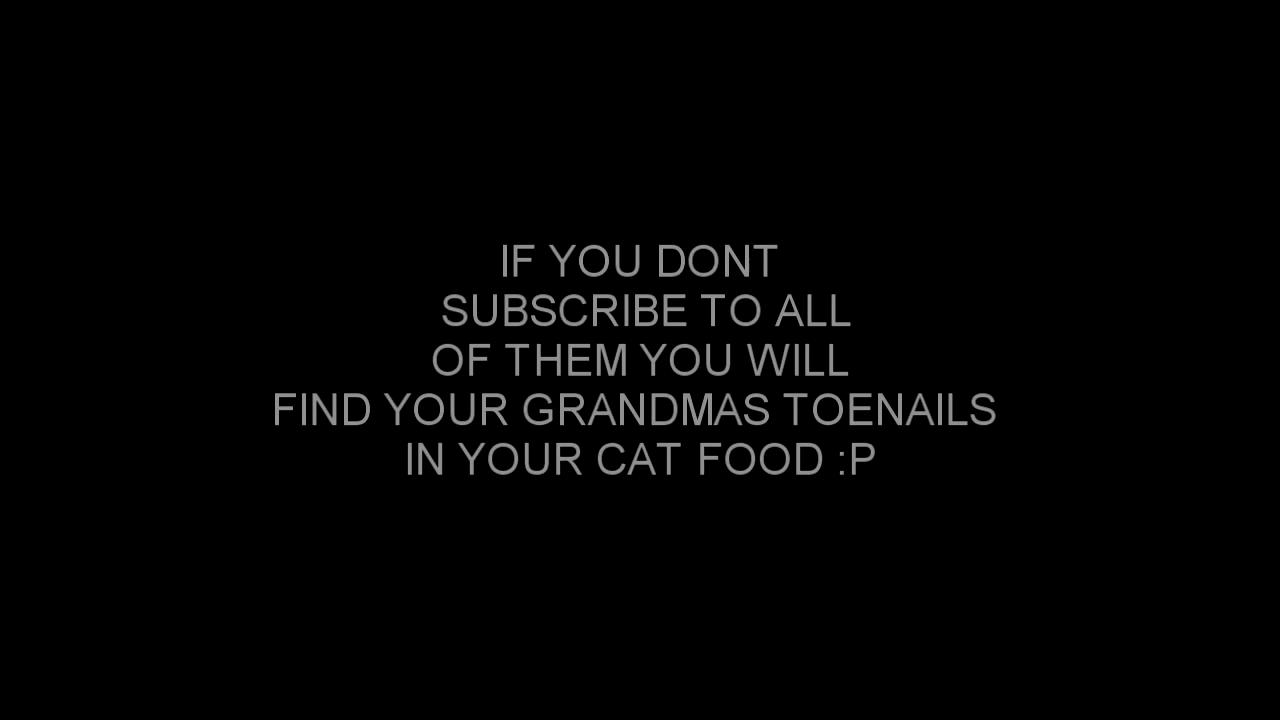 IF YOU DONT
SUBSCRIBE TO ALL
OF THEM YOU WILL
FIND YOUR GRANDMAS TOENAILS
IN YOUR CAT FOOD :P